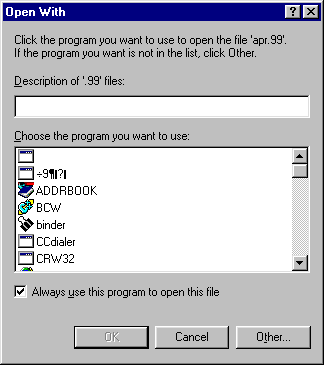 Open With
Click the program you want to use to open the file 'apr.99'.
If the program you want is not in the list, click Other.
Description of '.99' files:
Choose the program you want to use:
÷9¶|?|
ADDRBOOK
BCW
binder
CCdialer
CRW32
Always use this program to open this file
OK
Cancel
Other...